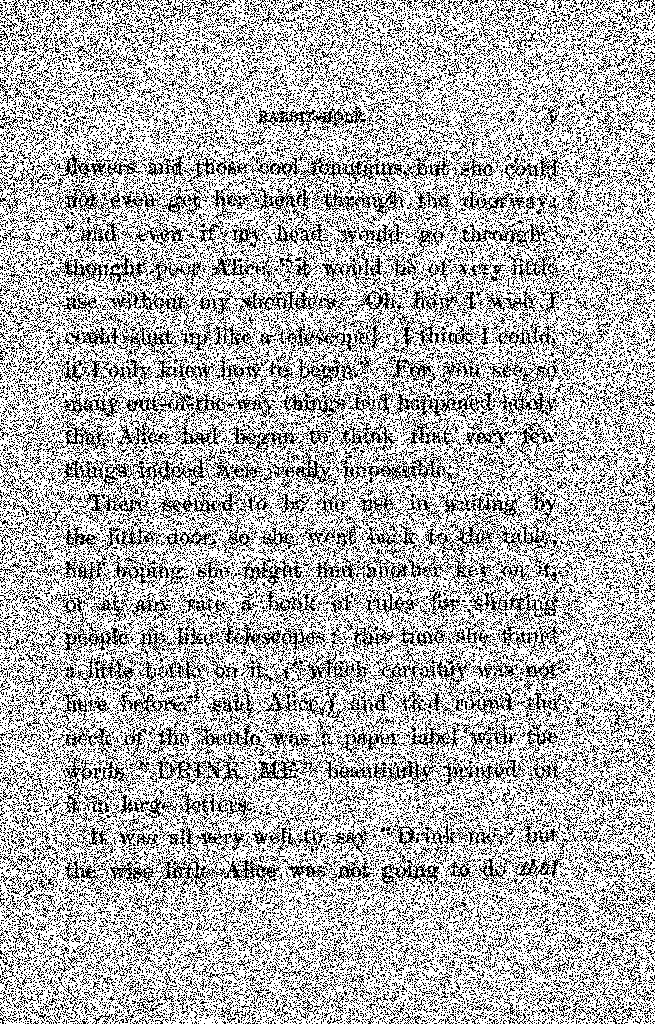 RABBIT-HOLE.
flowers and those cool fountains, but she could
not even get her head through the doorway;
"and even if my head would go through,"
thought poor Alice, "it would be of very little
use without my shoulders. Oh, how I wish I
could shut up like a telescope! I think I could,
if I only knew how to begin." For, you see, so
many out-of-the-way things had happened lately
that Alice had begun to think that very few
things indeed were really impossible.
There seemed to be no use in waiting by
the little door, so she went back to the table,
half hoping she might find another key on it,
or at any rate a book of rules for shutting
people up like telescopes: this time she found
a little bottle on it, ("which certainly was not
here before," said Alice,) and tied round the
neck of the bottle was a paper label with the
words "DRINK ME" beautifully printed on
it in large letters.
It was all very well to say "Drink me," but
the wise little Alice was not going to do that